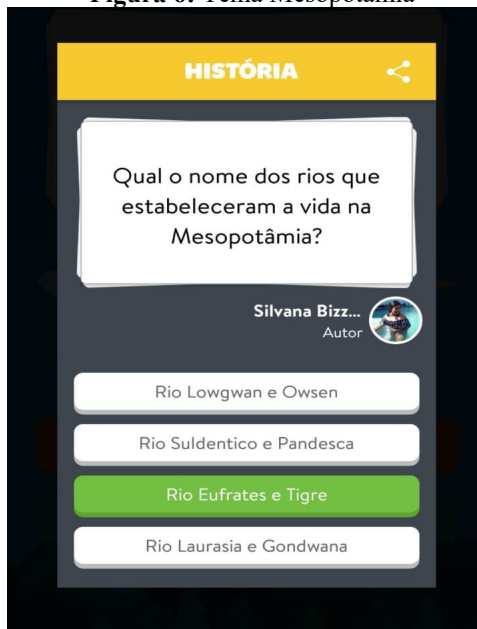 Figura 6: Tema Mesopotâmia
HISTÓRIA
Qual o nome dos rios que
estabeleceram a vida na
Mesopotâmia?
Silvana Bizz...
Autor
Rio Lowgwan e Owsen
Rio Suldentico e Pandesca
Rio Eufrates e Tigre
Rio Laurasia e Gondwana